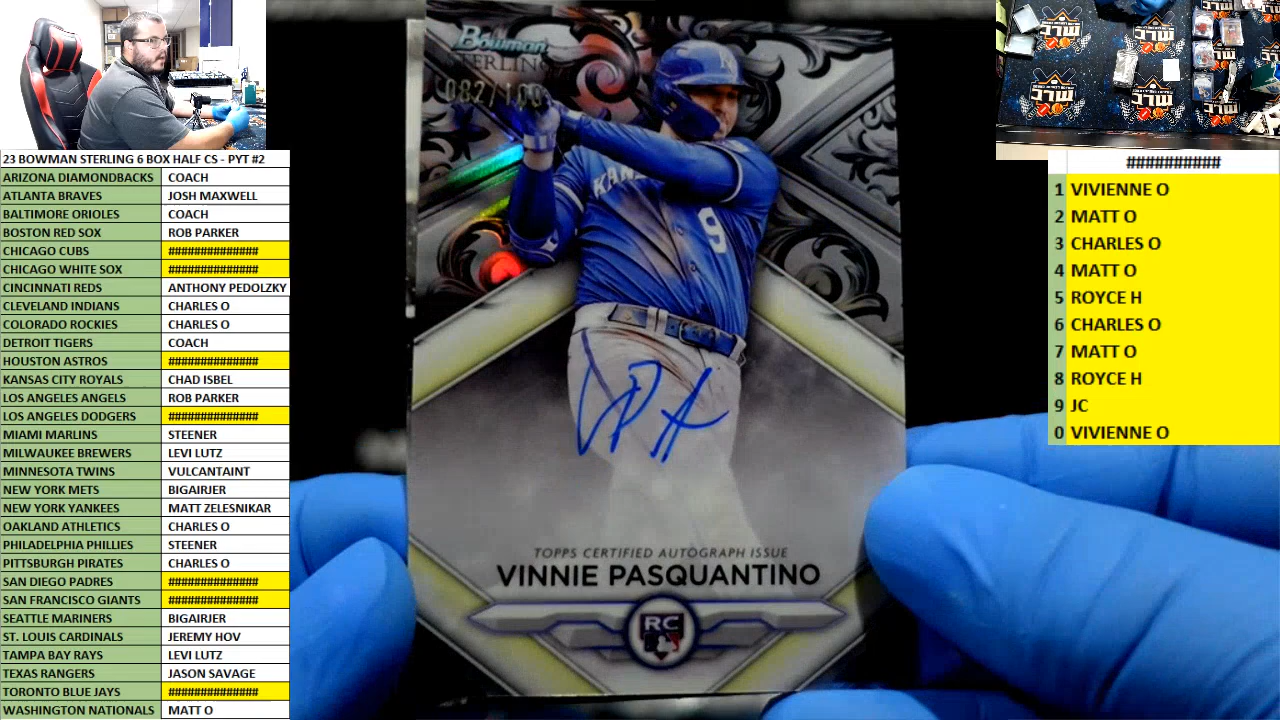 23 BOWMAN STERLING 6 BOX HALF CS - PYT #2
ARIZONA DIAMONDBACKS COACH
ATLANTA BRAVES JOSH MAXWELL
BALTIMORE ORIOLES COACH
BOSTON RED SOX ROB PARKER
CHICAGO CUBS ##############
CHICAGO WHITE SOX ##############
CINCINNATI REDS ANTHONY PEDOLZKY
CLEVELAND INDIANS CHARLES O
COLORADO ROCKIES CHARLES O
DETROIT TIGERS COACH
HOUSTON ASTROS ##############
KANSAS CITY ROYALS CHAD ISBEL
LOS ANGELES ANGELS ROB PARKER
LOS ANGELES DODGERS ##############
MIAMI MARLINS STEENER
MILWAUKEE BREWERS LEVI LUTZ
MINNESOTA TWINS VULCANTAINT
NEW YORK METS BIGAIRJER
NEW YORK YANKEES MATT ZELESNIKAR
OAKLAND ATHLETICS CHARLES O
PHILADELPHIA PHILLIES STEENER
PITTSBURGH PIRATES CHARLES O
SAN DIEGO PADRES ##############
SAN FRANCISCO GIANTS ##############
SEATTLE MARINERS BIGAIRJER
ST. LOUIS CARDINALS JEREMY HOV
TAMPA BAY RAYS LEVI LUTZ
TEXAS RANGERS JASON SAVAGE
TORONTO BLUE JAYS ##############
WASHINGTON NATIONALS MATT O
Bowman
STERLING
082/100
KAN
9
TOPPS CERTIFIED AUTOGRAPH ISSUE
VINNIE PASQUANTINO
RC
##########
1 VIVIENNE O
2 MATT O
3 CHARLES O
4 MATT O
5 ROYCE H
6 CHARLES O
7 MATT O
8 ROYCE H
9 JC
0 VIVIENNE O